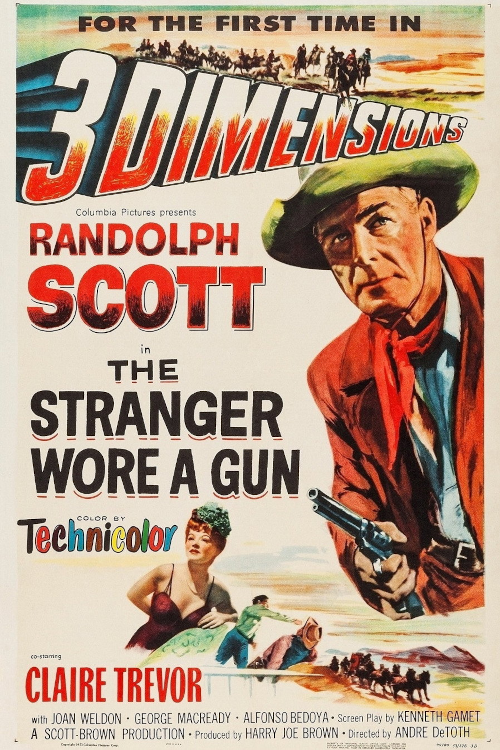 FOR THE FIRST TIME IN
3 DIMENSIONS
Columbia Pictures presents
RANDOLPH
SCOTT
in
THE
STRANGER
WORE A GUN
COLOR BY
Technicolor
co-starring
CLAIRE TREVOR
with JOAN WELDON • GEORGE MACREADY • ALFONSO BEDOYA • Screen Play by KENNETH GAMET
A SCOTT-BROWN PRODUCTION • Produced by HARRY JOE BROWN • Directed by ANDRE DeTOTH